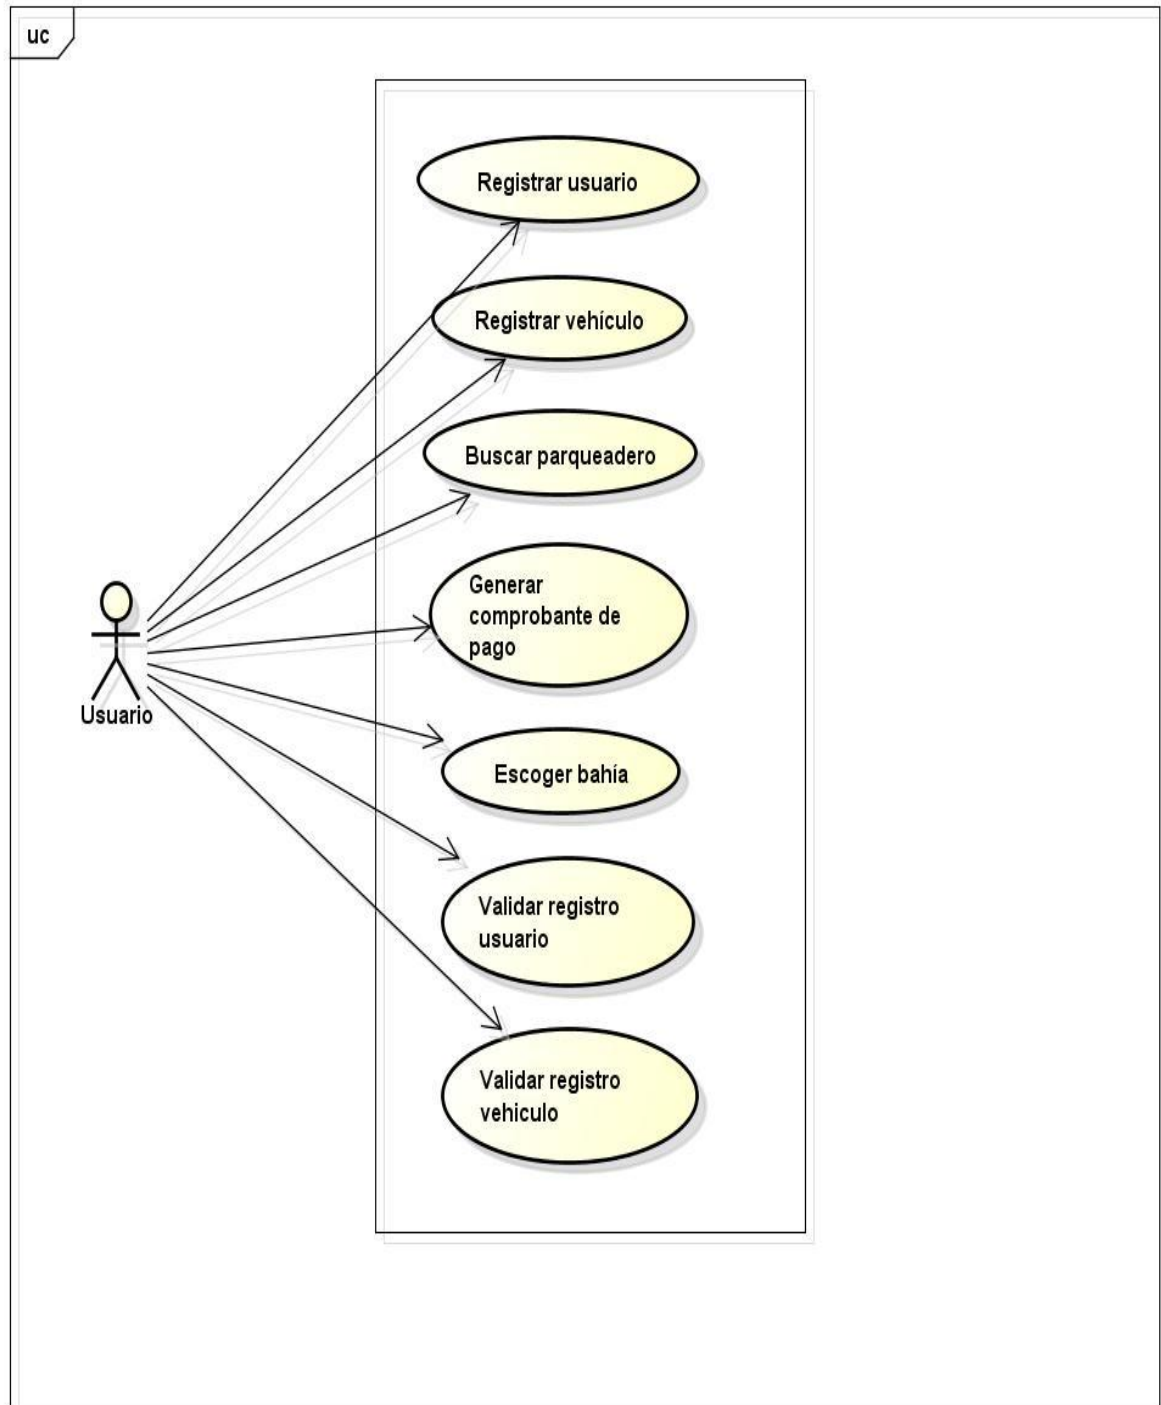 uc
Registrar usuario
Registrar vehículo
Buscar parqueadero
Generar
comprobante de
pago
Usuario
Escoger bahía
Validar registro
usuario
Validar registro
vehiculo